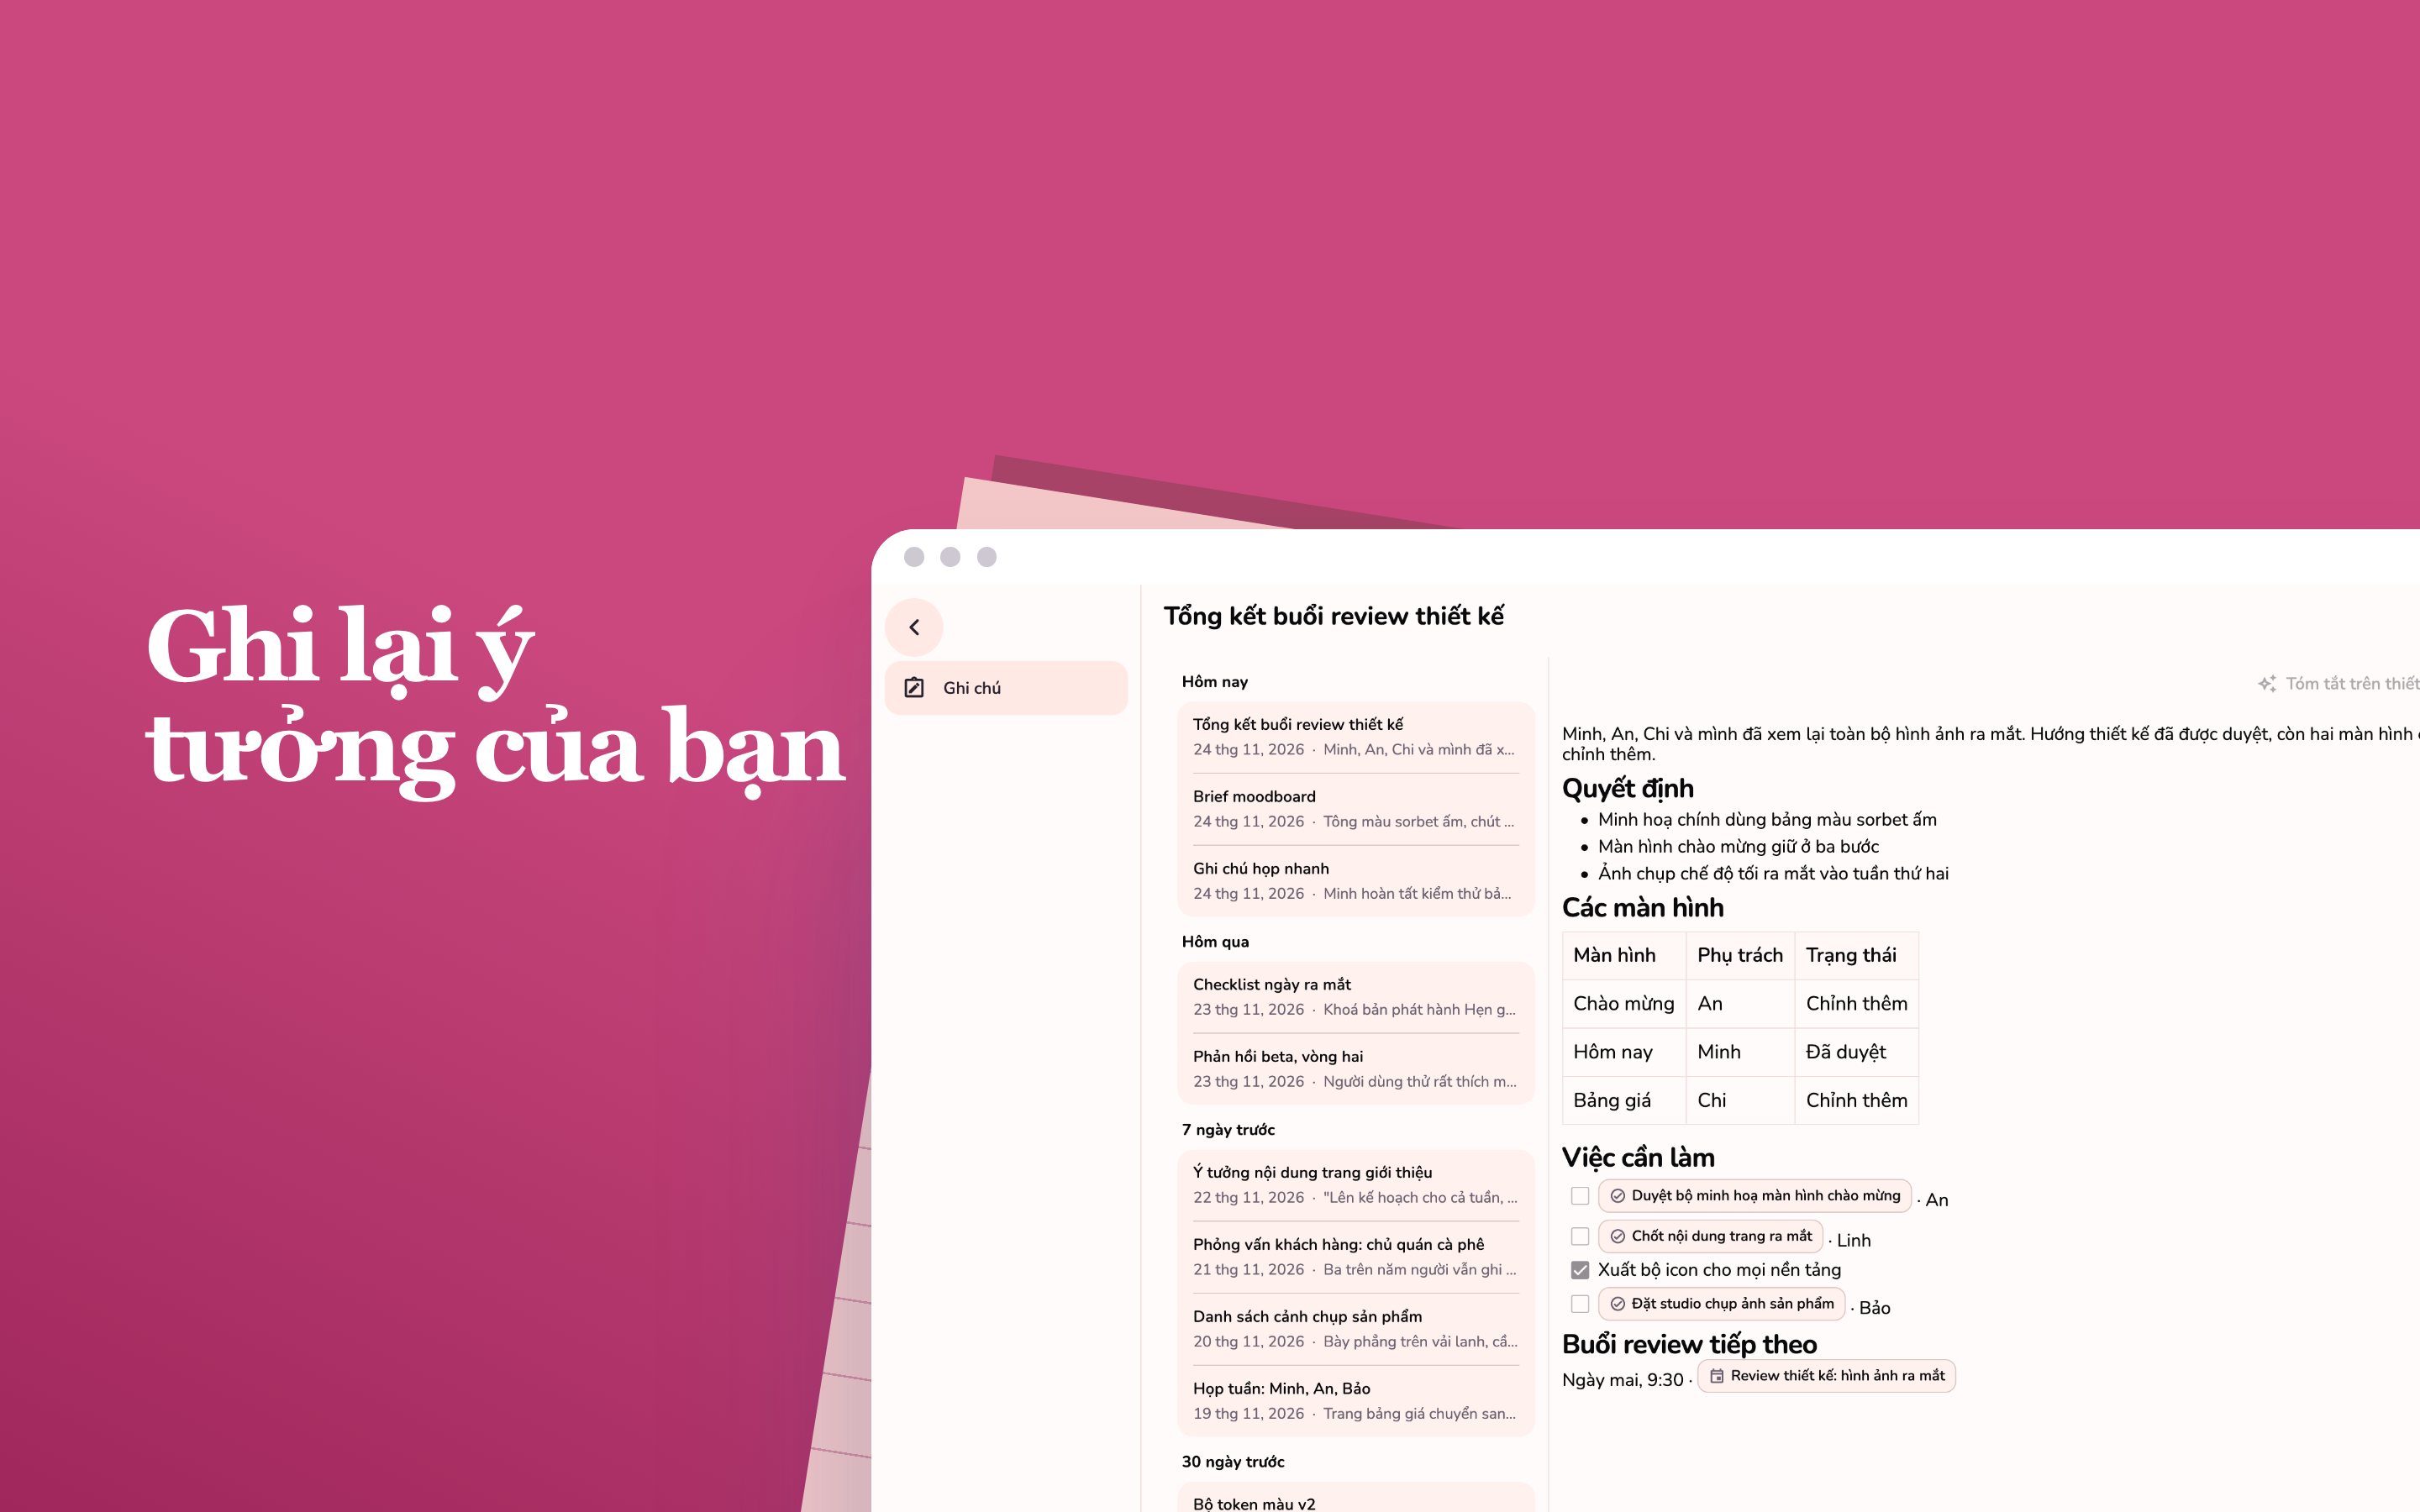 Ghi lại ý
tưởng của bạn
Ghi chú
Tổng kết buổi review thiết kế
Hôm nay
Tổng kết buổi review thiết kế
24 thg 11, 2026 · Minh, An, Chi và mình đã x...
Brief moodboard
24 thg 11, 2026 · Tông màu sorbet ấm, chút ...
Ghi chú họp nhanh
24 thg 11, 2026 · Minh hoàn tất kiểm thử bả...
Hôm qua
Checklist ngày ra mắt
23 thg 11, 2026 · Khoá bản phát hành Hẹn g...
Phản hồi beta, vòng hai
23 thg 11, 2026 · Người dùng thử rất thích m...
7 ngày trước
Ý tưởng nội dung trang giới thiệu
22 thg 11, 2026 · "Lên kế hoạch cho cả tuần, ...
Phỏng vấn khách hàng: chủ quán cà phê
21 thg 11, 2026 · Ba trên năm người vẫn ghi ...
Danh sách cảnh chụp sản phẩm
20 thg 11, 2026 · Bày phẳng trên vải lanh, cầ...
Họp tuần: Minh, An, Bảo
19 thg 11, 2026 · Trang bảng giá chuyển san...
30 ngày trước
Bộ token màu v2
Tóm tắt trên thiết
Minh, An, Chi và mình đã xem lại toàn bộ hình ảnh ra mắt. Hướng thiết kế đã được duyệt, còn hai màn hình
chỉnh thêm.
Quyết định
• Minh hoạ chính dùng bảng màu sorbet ấm
• Màn hình chào mừng giữ ở ba bước
• Ảnh chụp chế độ tối ra mắt vào tuần thứ hai
Các màn hình
Màn hình Phụ trách Trạng thái
Chào mừng An Chỉnh thêm
Hôm nay Minh Đã duyệt
Bảng giá Chi Chỉnh thêm
Việc cần làm
Duyệt bộ minh hoạ màn hình chào mừng · An
Chốt nội dung trang ra mắt · Linh
Xuất bộ icon cho mọi nền tảng
Đặt studio chụp ảnh sản phẩm · Bảo
Buổi review tiếp theo
Ngày mai, 9:30 · Review thiết kế: hình ảnh ra mắt